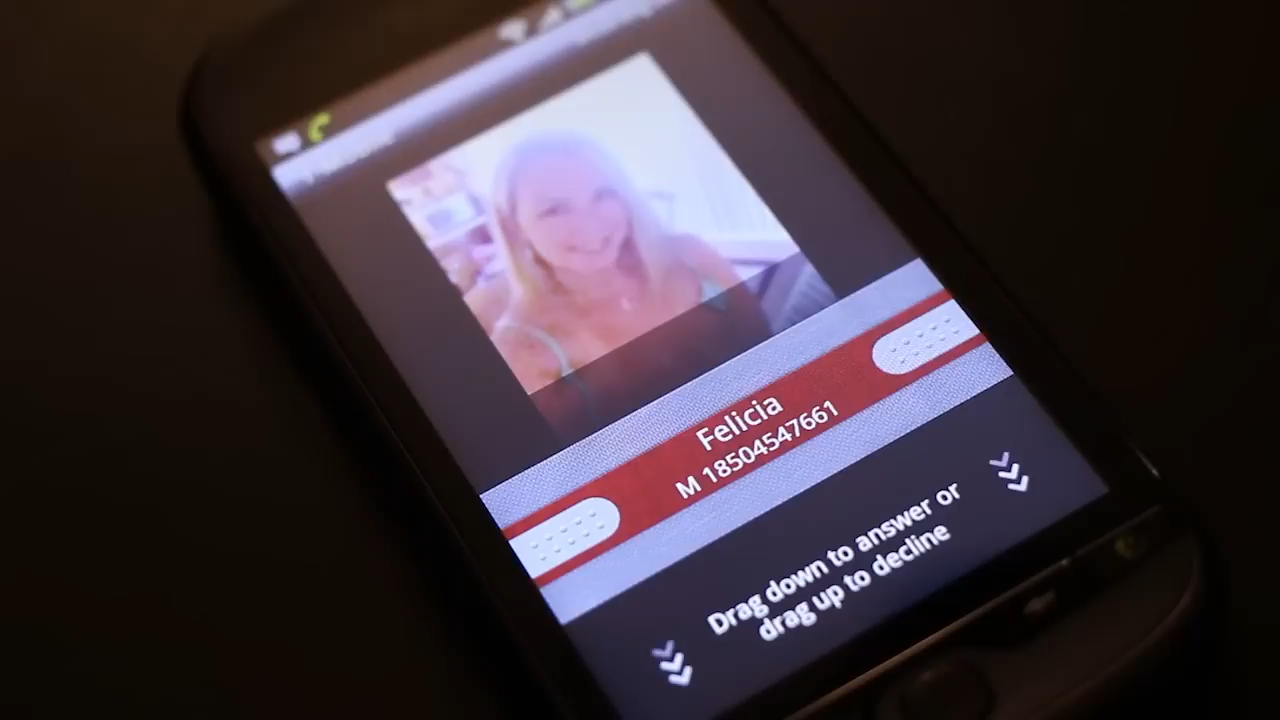 Felicia
M 18504547661
Drag down to answer or
drag up to decline